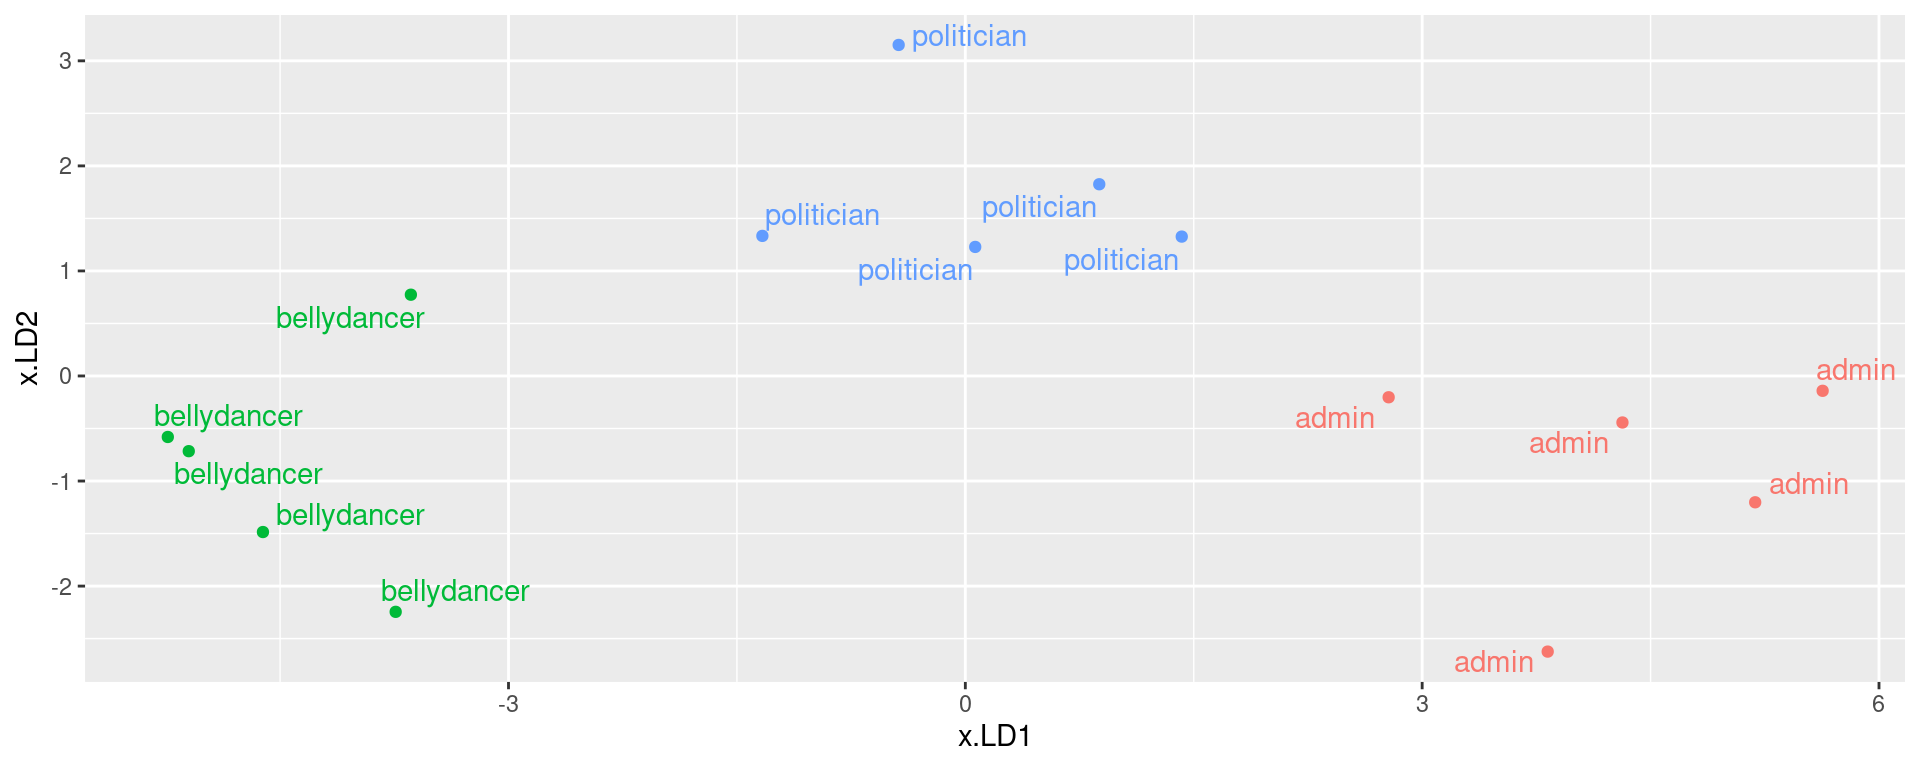 politician
3
2
politician
politician
politician
politician
1
bellydancer
x.LD2
0
admin
bellydancer
admin
admin
bellydancer
-1
admin
bellydancer
-2
bellydancer
admin
-3
0
3
6
x.LD1